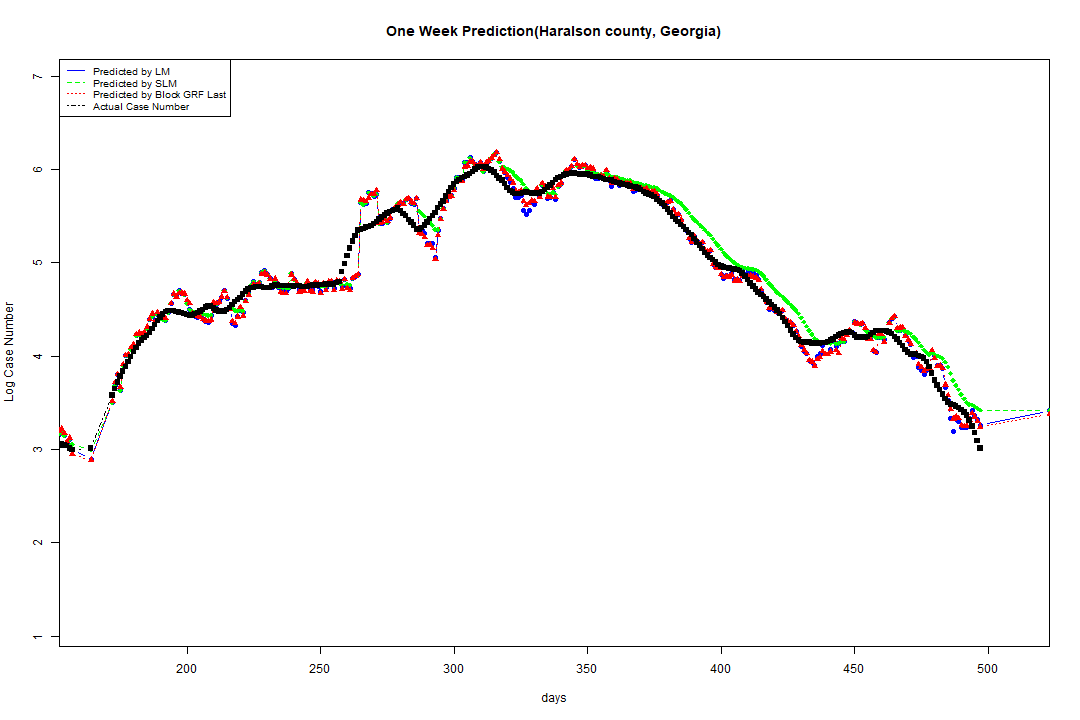 One Week Prediction(Haralson county, Georgia)
Predicted by LM
Predicted by SLM
Predicted by Block GRF Last
Actual Case Number
7
6
5
4
3
2
1
Log Case Number
200 250 300 350 400 450 500
days